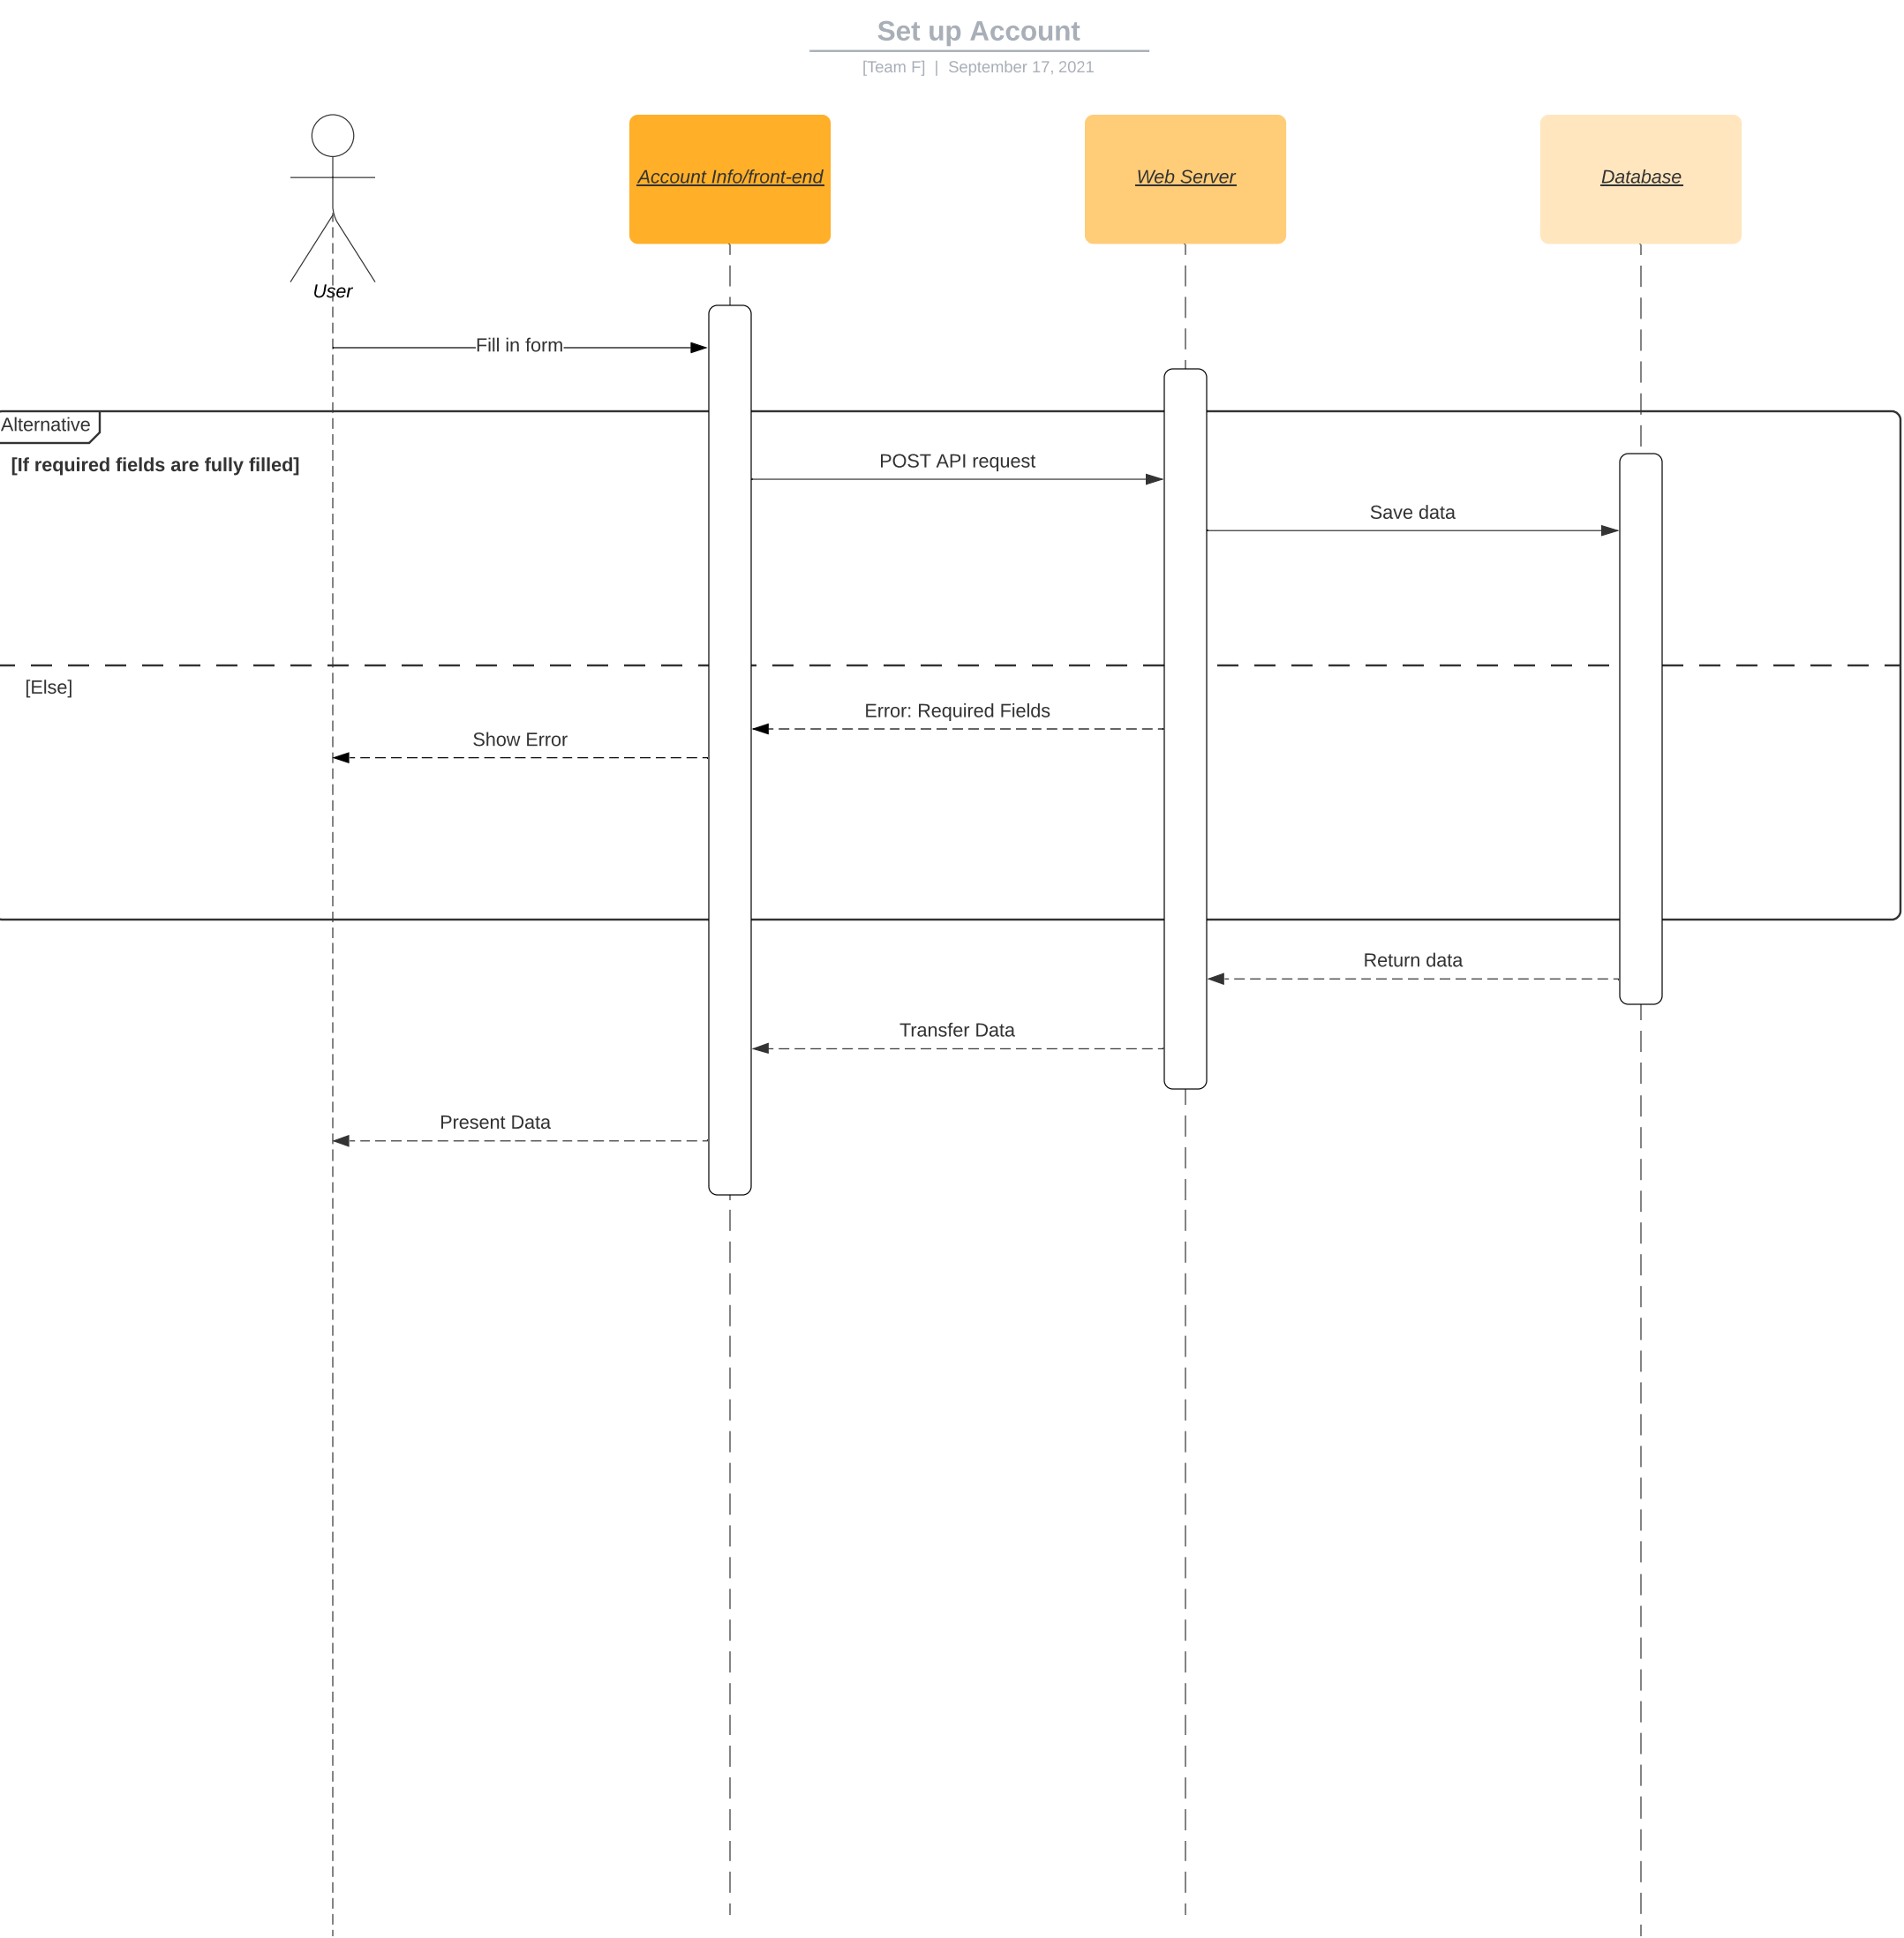 Set up Account
[Team F] | September 17, 2021
Account Info/front-end
Web Server
Database
User
Fill in form
Alternative
[If required fields are fully filled]
POST API request
Save data
[Else]
Error: Required Fields
Show Error
Return data
Transfer Data
Present Data